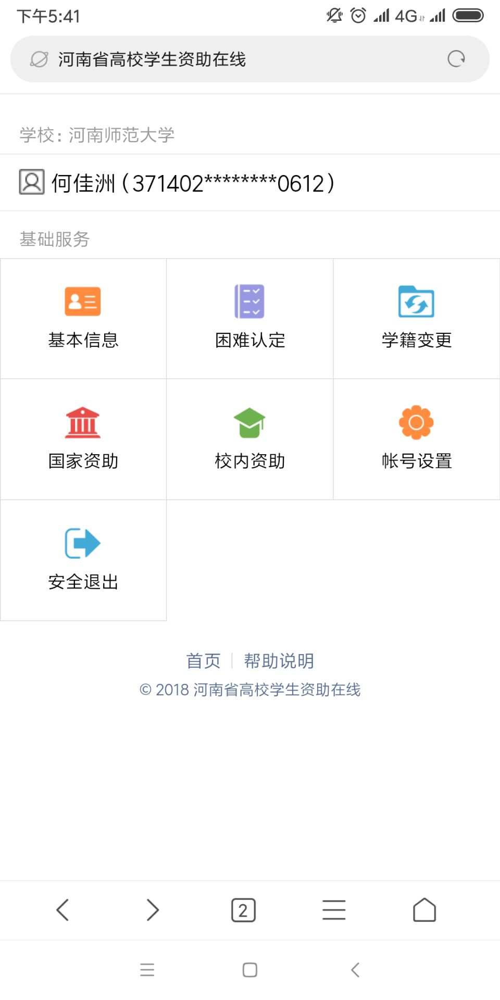 下午5:41
4G
河南省高校学生资助在线
学校：河南师范大学
何佳洲（371402********0612）
基础服务
基本信息
困难认定
学籍变更
国家资助
校内资助
帐号设置
安全退出
首页 | 帮助说明
© 2018 河南省高校学生资助在线
2